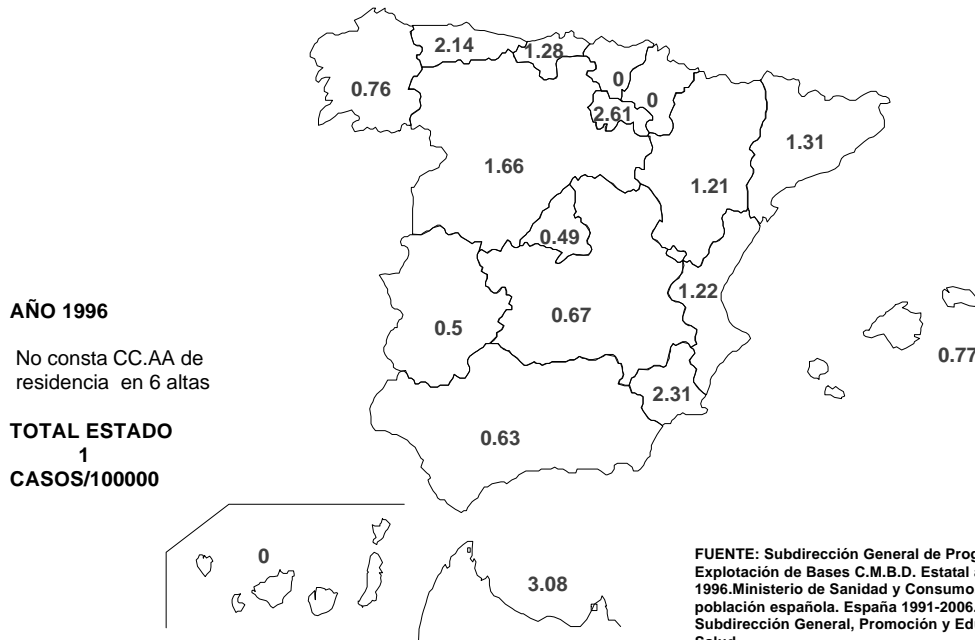 2.14
1.28
0.76
0
0
2.61
1.31
1.66
1.21
0.49
1.22
AÑO 1996
0.5
0.67
0.77
No consta CC.AA de
residencia en 6 altas
2.31
TOTAL ESTADO
1
CASOS/100000
0.63
0
3.08
FUENTE: Subdirección General de
Explotación de Bases C.M.B.D. Estatal
1996.Ministerio de Sanidad y Consumo
población española. España 1991-2006.
Subdirección General, Promoción y
Salud